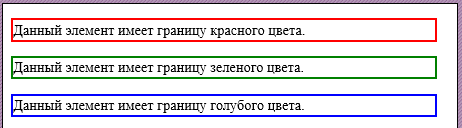 Данный элемент имеет границу красного цвета.
Данный элемент имеет границу зеленого цвета.
Данный элемент имеет границу голубого цвета.